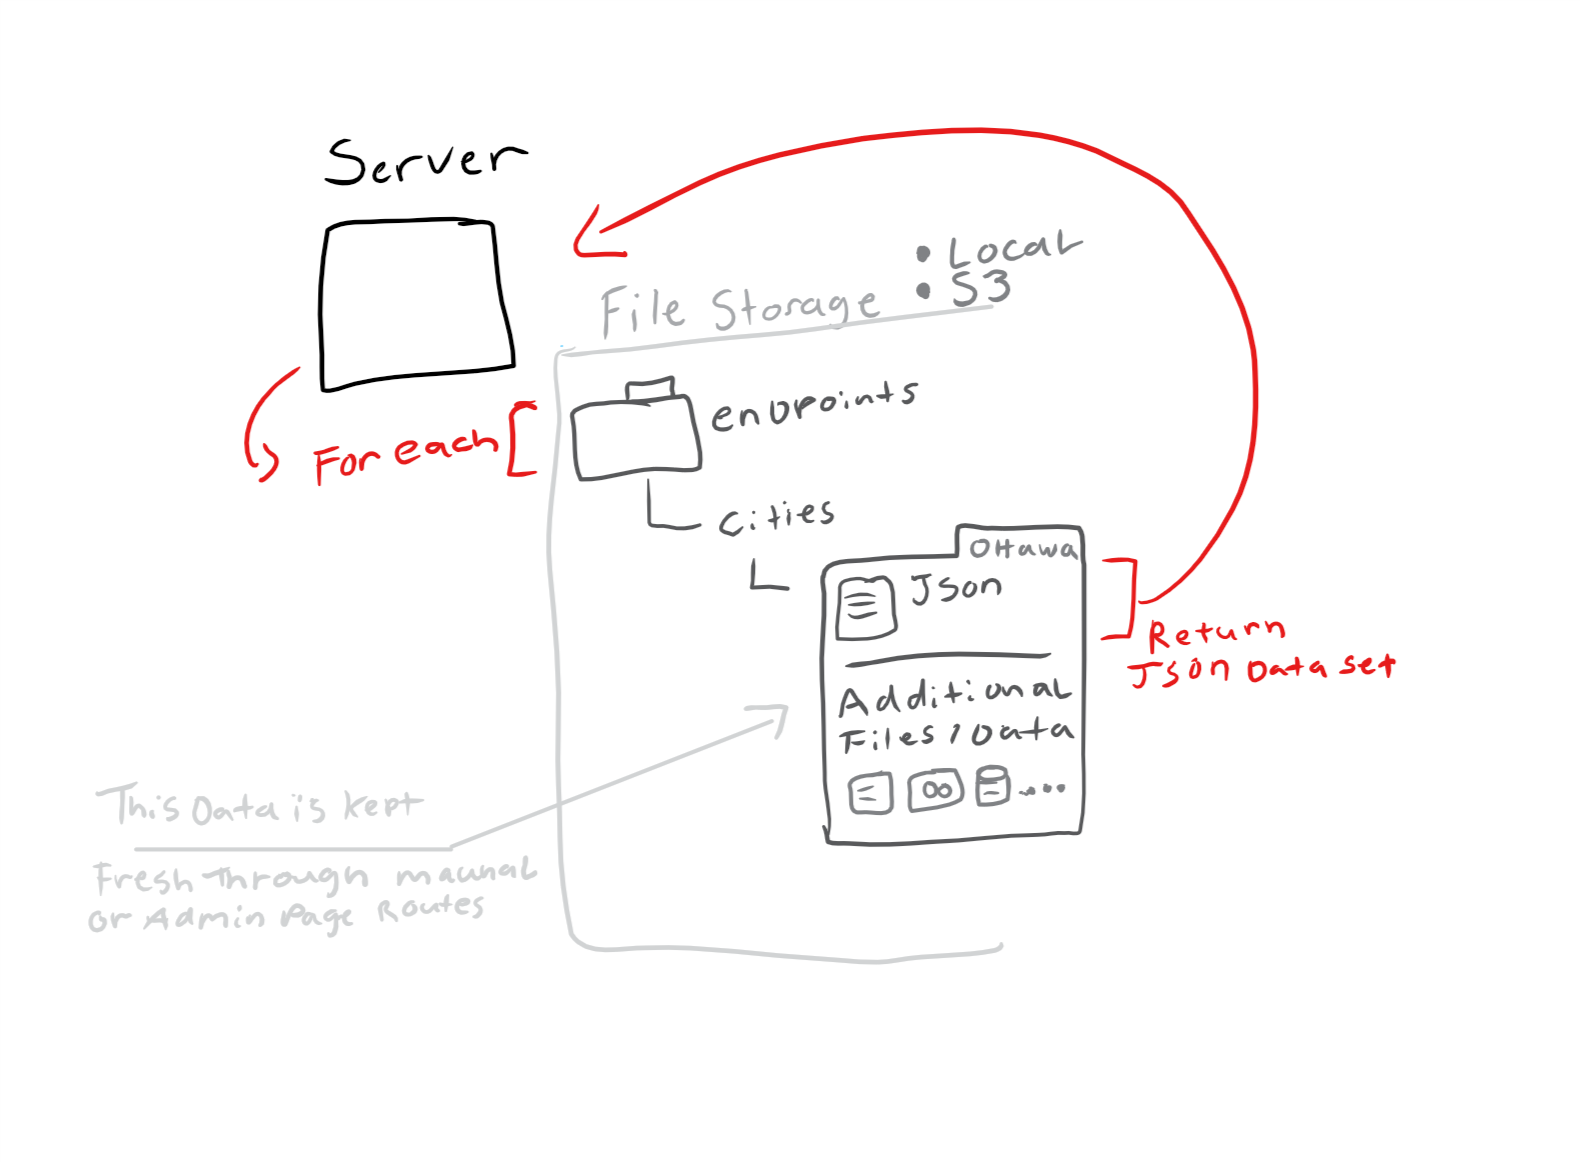 Server
• Local
• S3
File Storage
endpoints
For each
cities
Ottawa
Json
Return
Json Data set
Additional
Files / Data
This Data is kept
Fresh through maunal
or Admin Page Routes